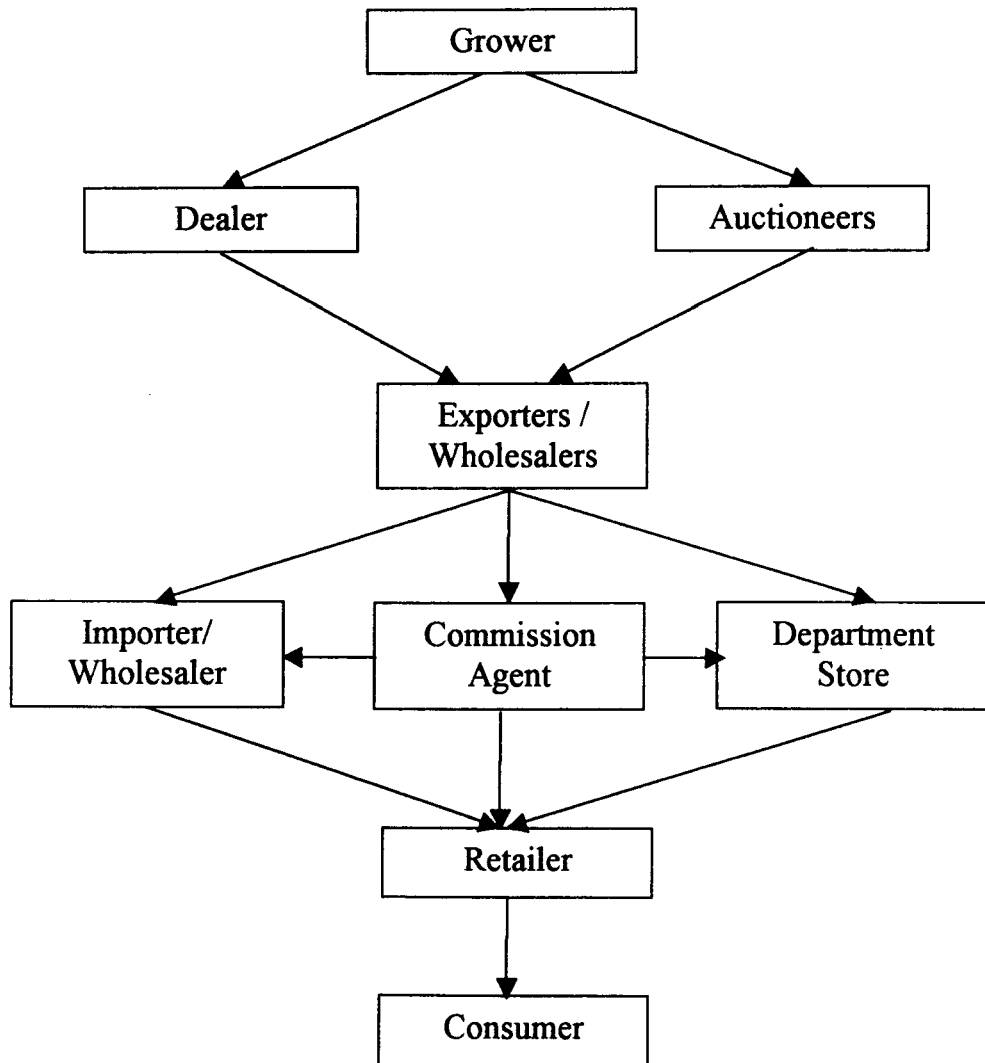 Grower
Dealer
Auctioneers
Exporters /
Wholesalers
Importer/
Wholesaler
Commission
Agent
Department
Store
Retailer
Consumer